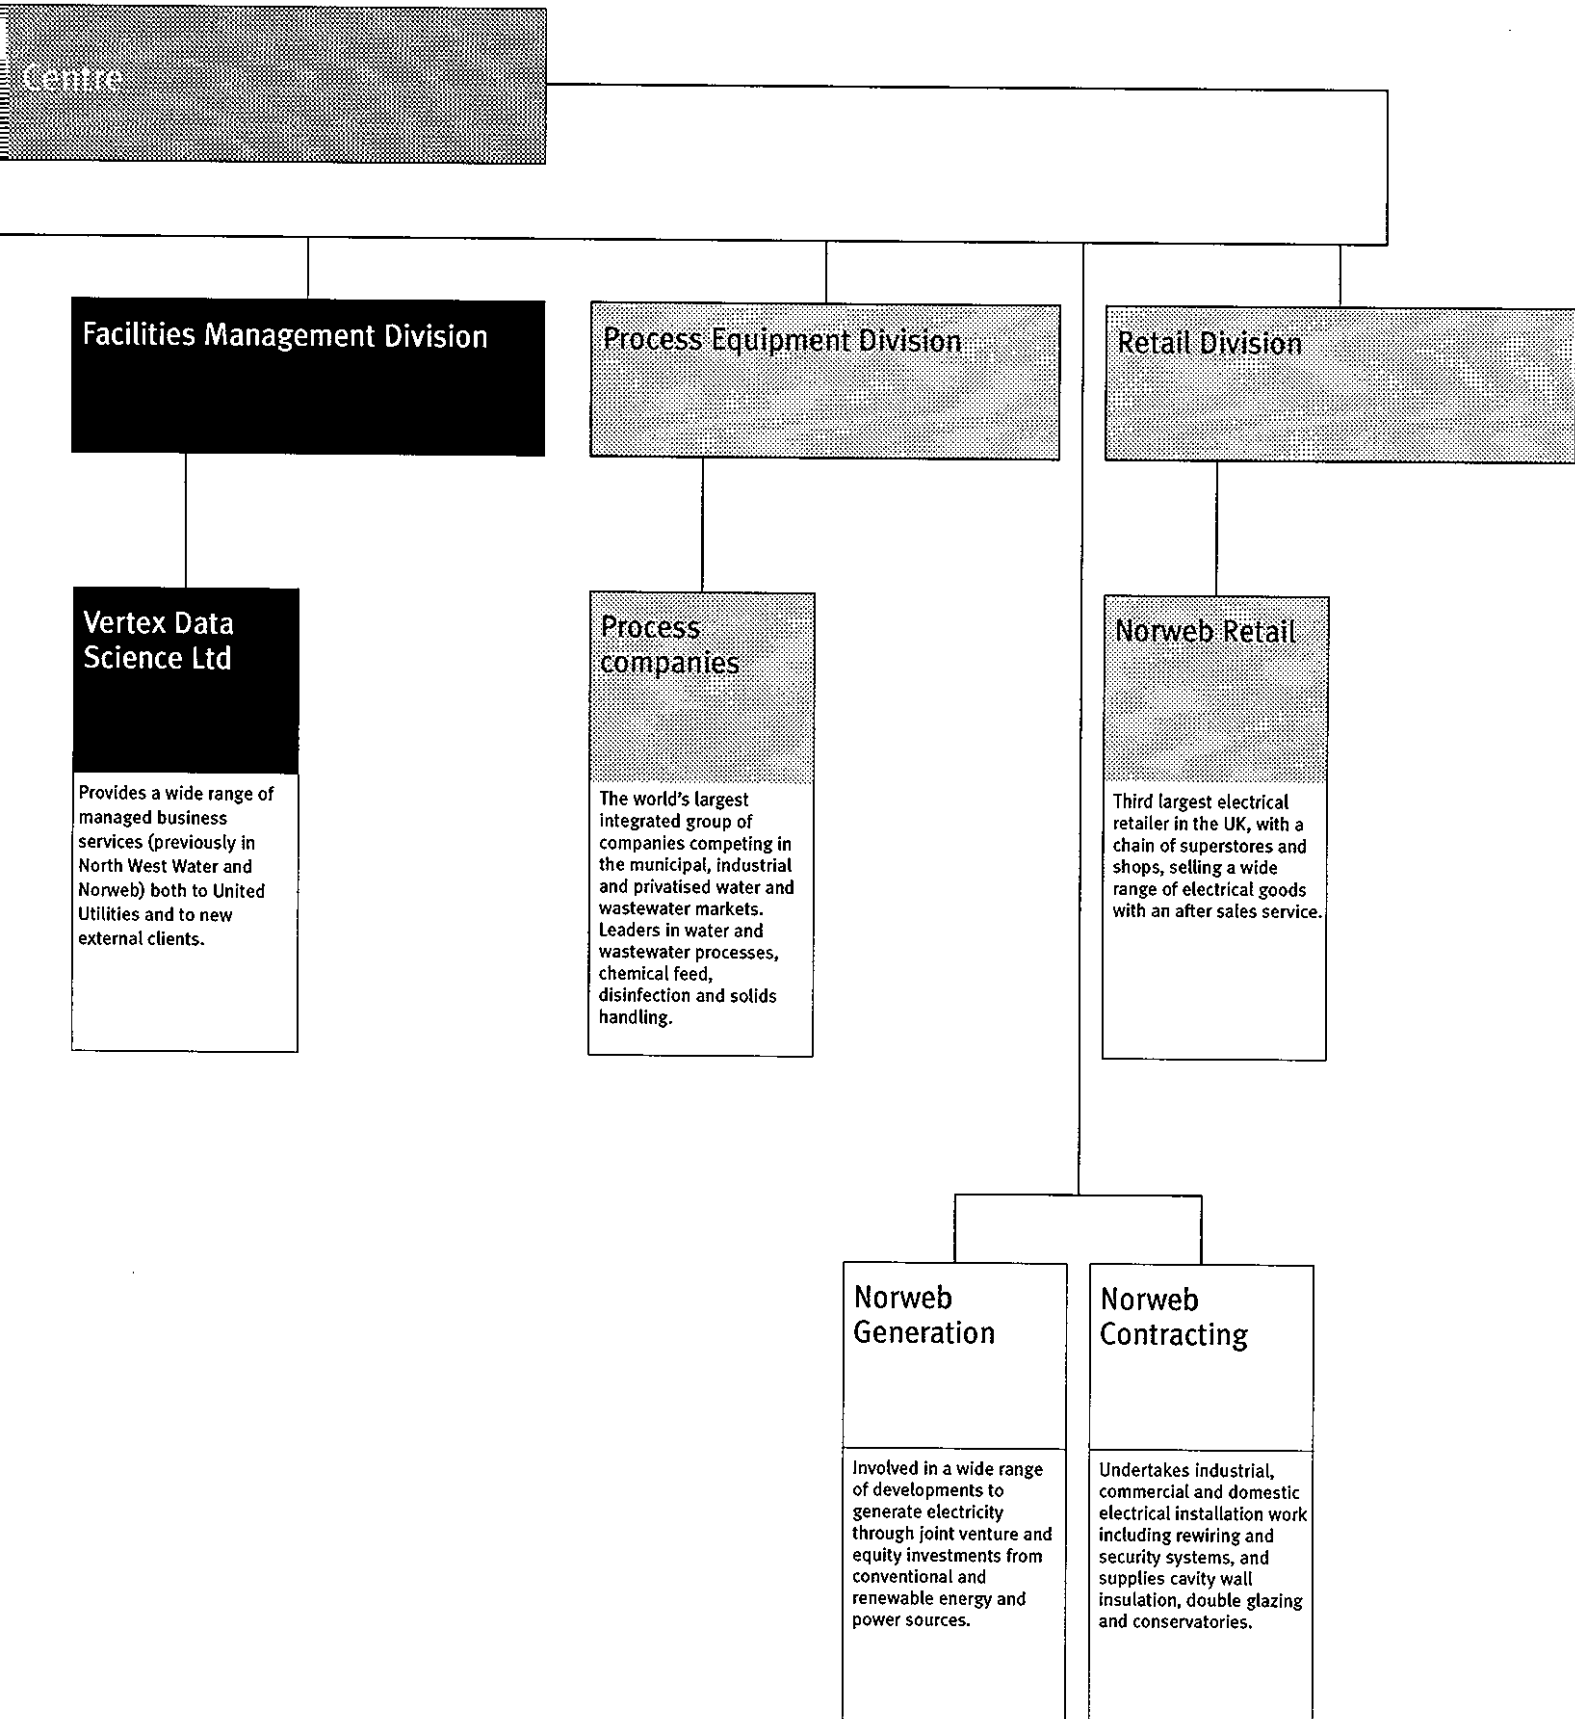 Centre
Facilities Management Division
Process Equipment Division
Retail Division
Vertex Data
Science Ltd
Provides a wide range of
managed business
services (previously in
North West Water and
Norweb) both to United
Utilities and to new
external clients.
Process
companies
The world's largest
integrated group of
companies competing in
the municipal, industrial
and privatised water and
wastewater markets.
Leaders in water and
wastewater processes,
chemical feed,
disinfection and solids
handling.
Norweb Retail
Third largest electrical
retailer in the UK, with a
chain of superstores and
shops, selling a wide
range of electrical goods
with an after sales service.
Norweb
Generation
Involved in a wide range
of developments to
generate electricity
through joint venture and
equity investments from
conventional and
renewable energy and
power sources.
Norweb
Contracting
Undertakes industrial,
commercial and domestic
electrical installation work
including rewiring and
security systems, and
supplies cavity wall
insulation, double glazing
and conservatories.